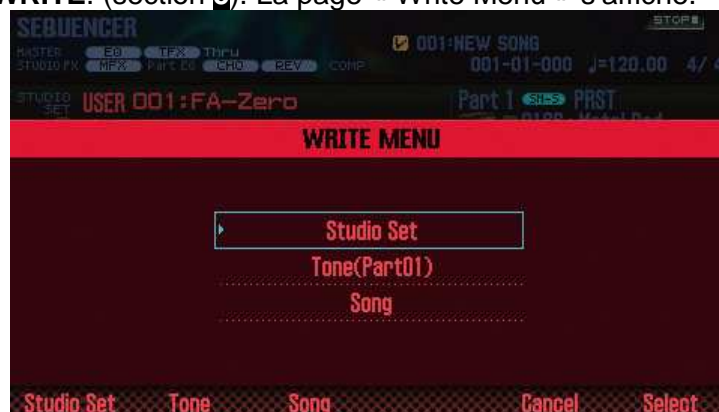 WRITE. (section 3). La page « Write Menu » s'affiche.
SEQUENCER
STOP
MASTER EQ TFX Thru
001:NEW SONG
STUDIO FX MFX Part EQ CHO REV COMP
001-01-000 ♩=120.00 4/4
STUDIO SET USER 001:FA-Zero
Part 1 SN-S PRST
WRITE MENU
Studio Set
Tone(Part01)
Song
Studio Set Tone Song Cancel Select